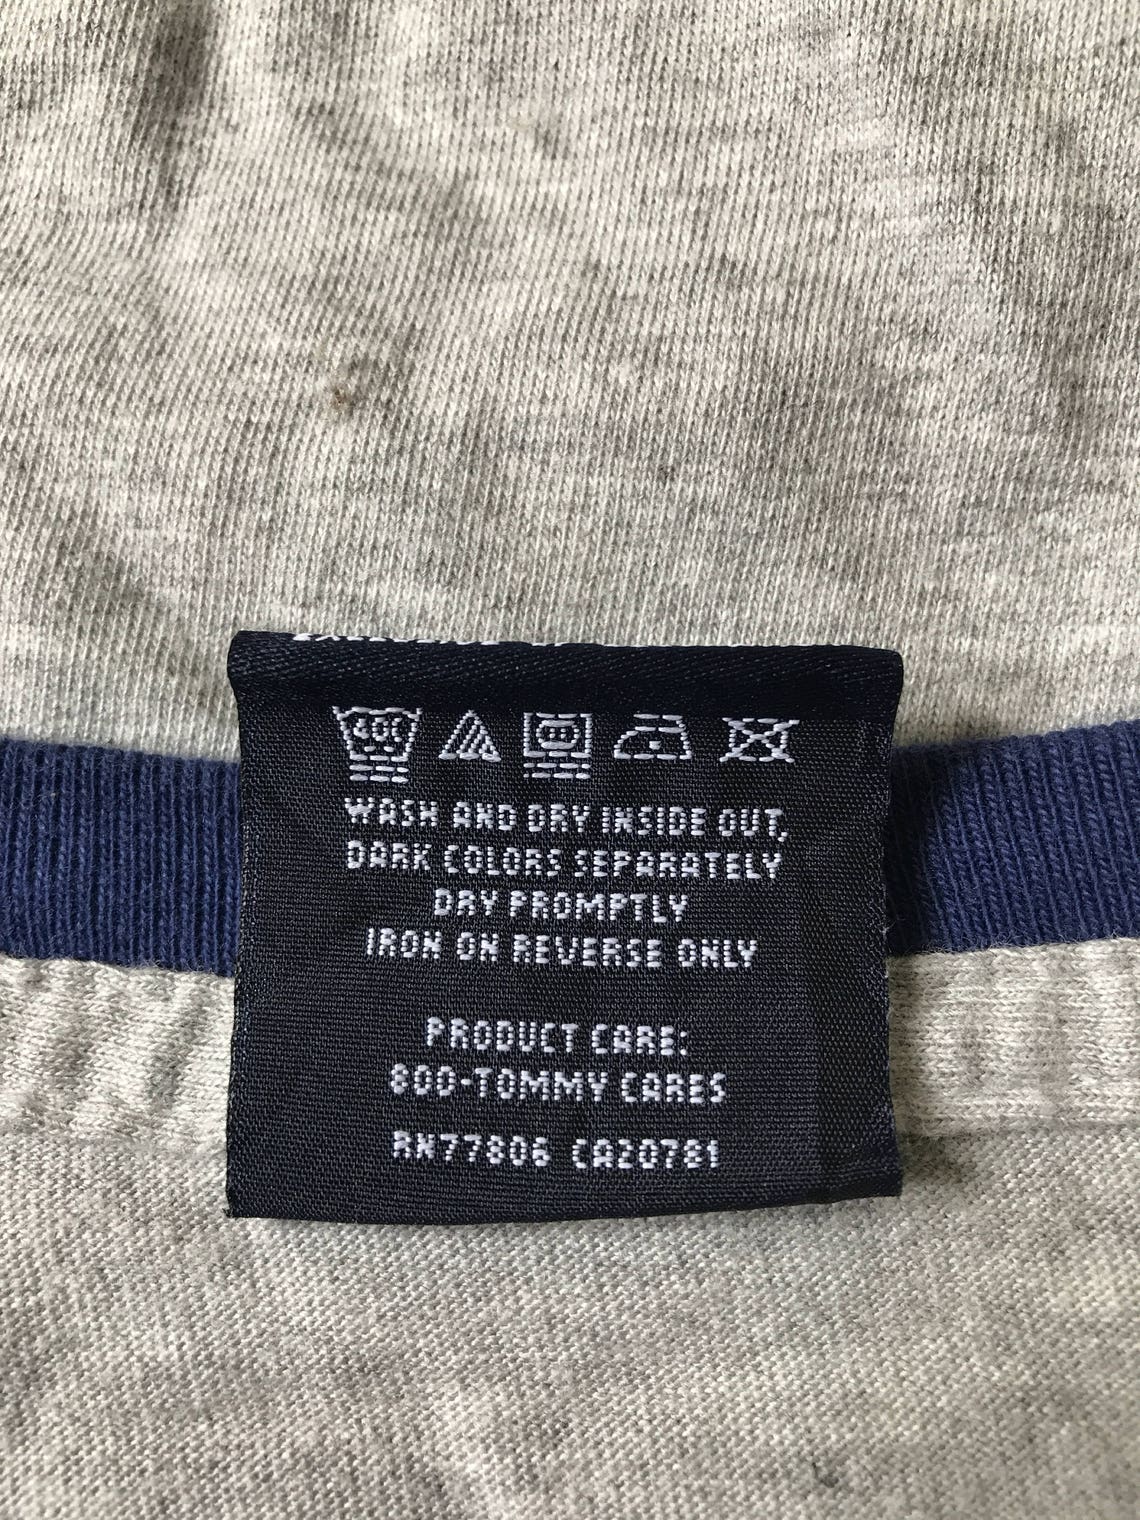 40C
WASH AND DRY INSIDE OUT,
DARK COLORS SEPARATELY
DRY PROMPTLY
IRON ON REVERSE ONLY
PRODUCT CARE:
800-TOMMY CARES
RN77806 CA20781